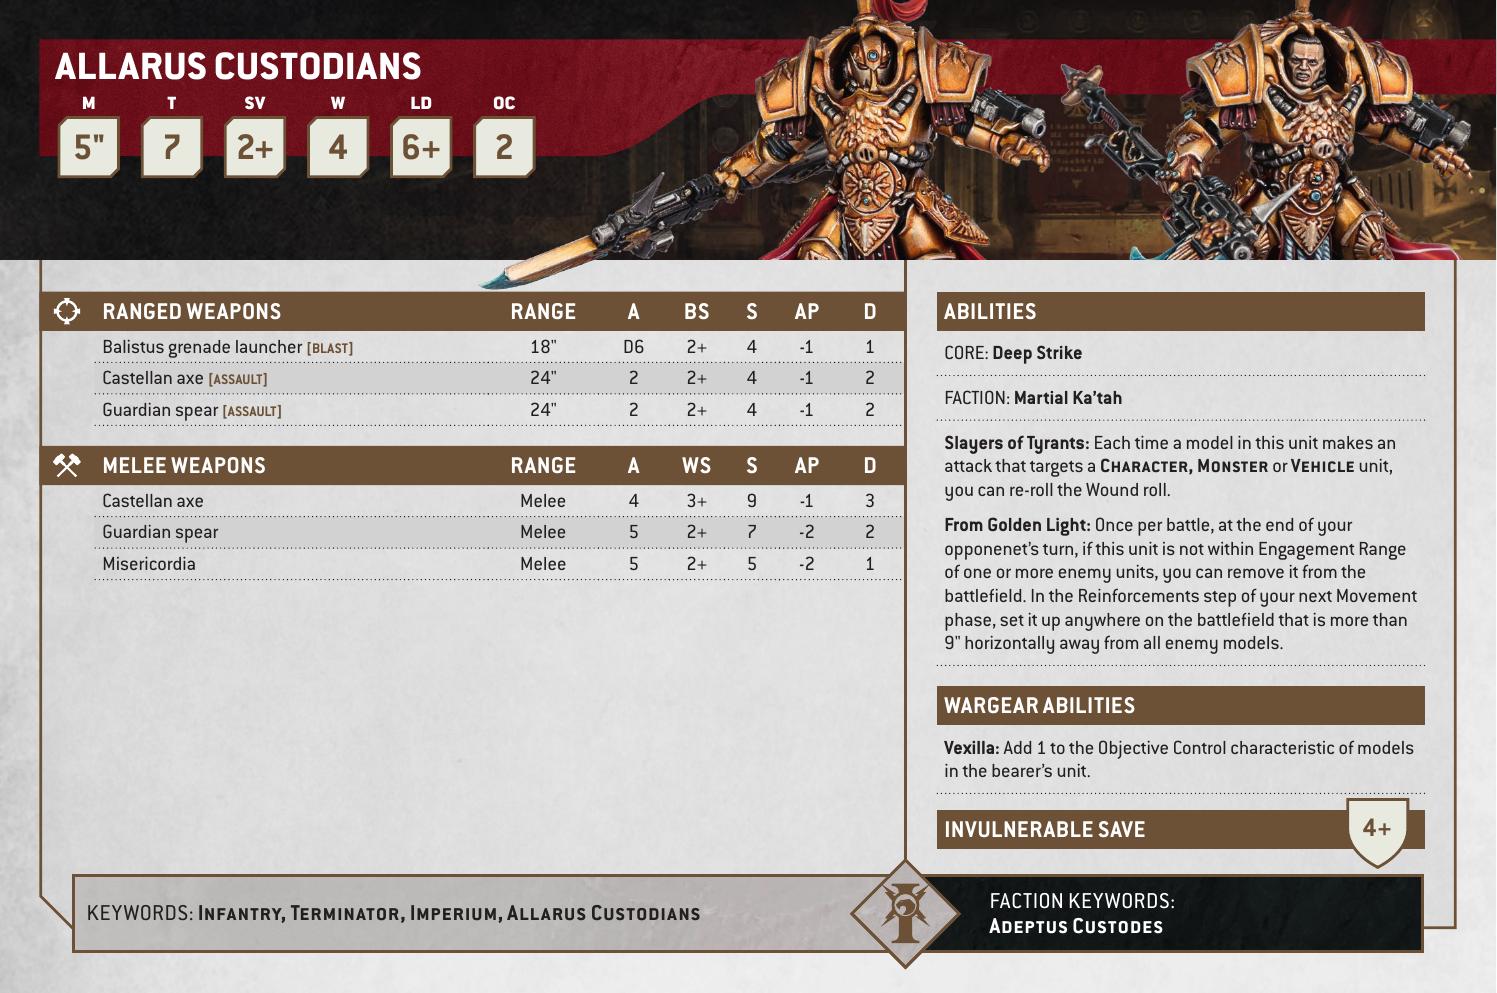 ALLARUS CUSTODIANS
M T SV W LD OC
5" 7 2+ 4 6+ 2
RANGED WEAPONS RANGE A BS S AP D
Balistus grenade launcher [BLAST] 18" D6 2+ 4 -1 1
Castellan axe [ASSAULT] 24" 2 2+ 4 -1 2
Guardian spear [ASSAULT] 24" 2 2+ 4 -1 2
MELEE WEAPONS RANGE A WS S AP D
Castellan axe Melee 4 3+ 9 -1 3
Guardian spear Melee 5 2+ 7 -2 2
Misericordia Melee 5 2+ 5 -2 1
ABILITIES
CORE: Deep Strike
FACTION: Martial Ka’tah
Slayers of Tyrants: Each time a model in this unit makes an
attack that targets a CHARACTER, MONSTER or VEHICLE unit,
you can re-roll the Wound roll.
From Golden Light: Once per battle, at the end of your
opponenet’s turn, if this unit is not within Engagement Range
of one or more enemy units, you can remove it from the
battlefield. In the Reinforcements step of your next Movement
phase, set it up anywhere on the battlefield that is more than
9" horizontally away from all enemy models.
WARGEAR ABILITIES
Vexilla: Add 1 to the Objective Control characteristic of models
in the bearer’s unit.
INVULNERABLE SAVE 4+
KEYWORDS: INFANTRY, TERMINATOR, IMPERIUM, ALLARUS CUSTODIANS
FACTION KEYWORDS:
ADEPTUS CUSTODES